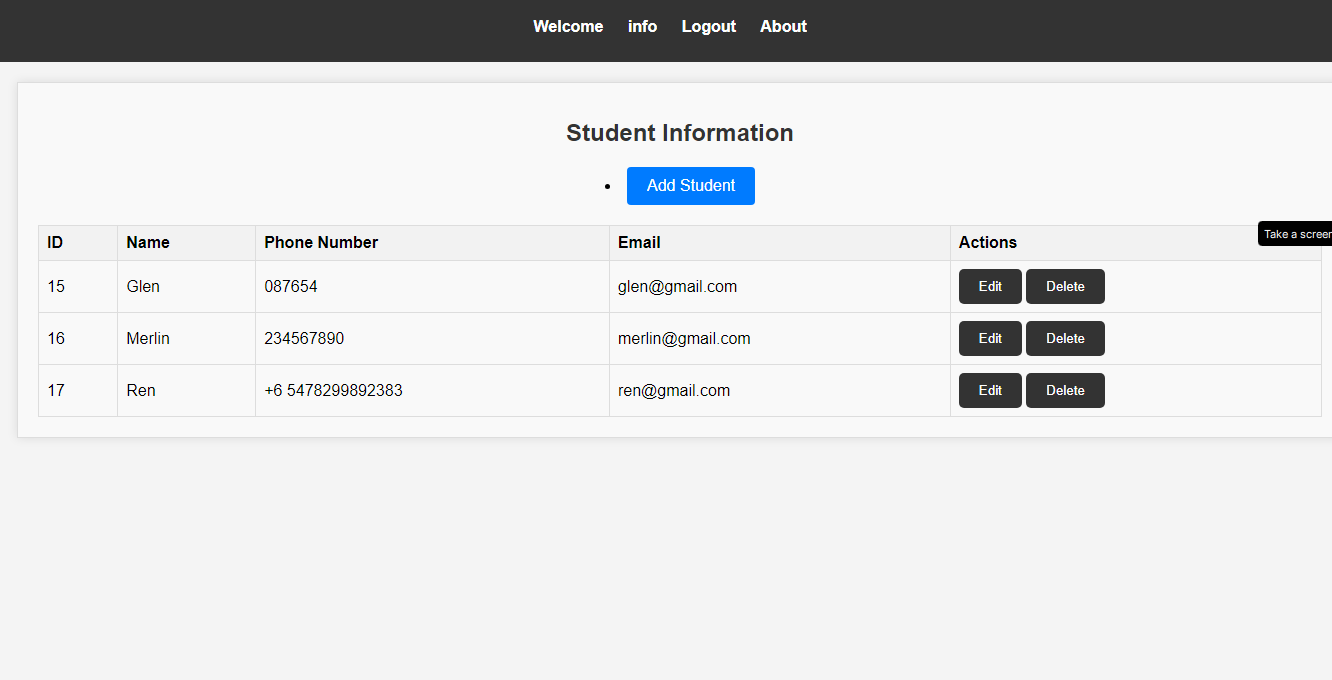 Welcome info Logout About
Student Information
Add Student
ID Name Phone Number Email Actions
Take a screen
15 Glen 087654 glen@gmail.com Edit Delete
16 Merlin 234567890 merlin@gmail.com Edit Delete
17 Ren +6 5478299892383 ren@gmail.com Edit Delete